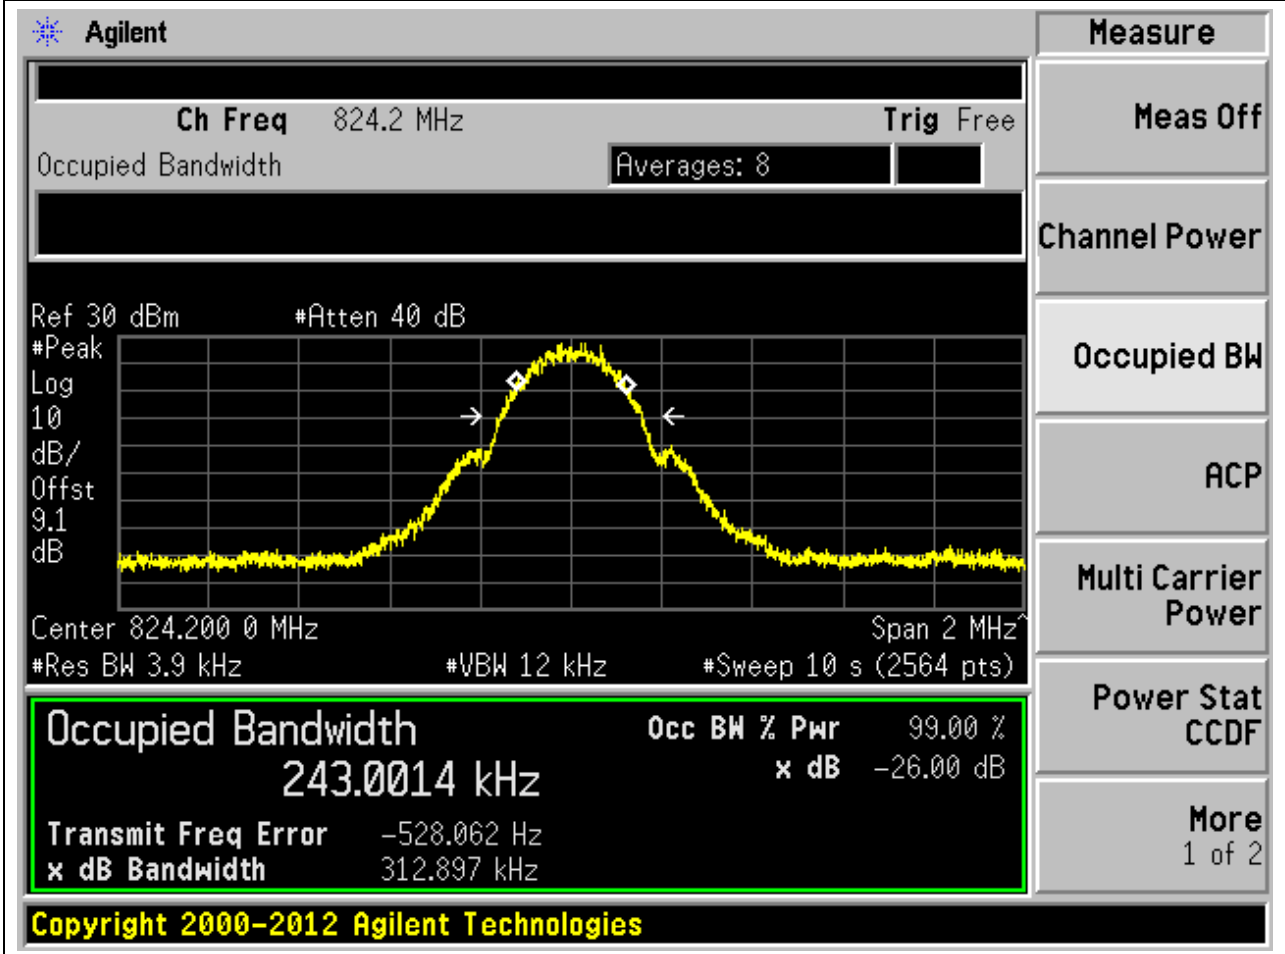 Agilent
Measure
Ch Freq 824.2 MHz Trig Free
Occupied Bandwidth Averages: 8
Meas Off
Channel Power
Occupied BW
ACP
Multi Carrier
Power
Power Stat
CCDF
More
1 of 2
Ref 30 dBm #Atten 40 dB
#Peak
Log
10
dB/
Offst
9.1
dB
Center 824.200 0 MHz Span 2 MHz^
#Res BW 3.9 kHz #VBW 12 kHz #Sweep 10 s (2564 pts)
Occupied Bandwidth Occ BW % Pwr 99.00 %
243.0014 kHz x dB -26.00 dB
Transmit Freq Error -528.062 Hz
x dB Bandwidth 312.897 kHz
Copyright 2000-2012 Agilent Technologies